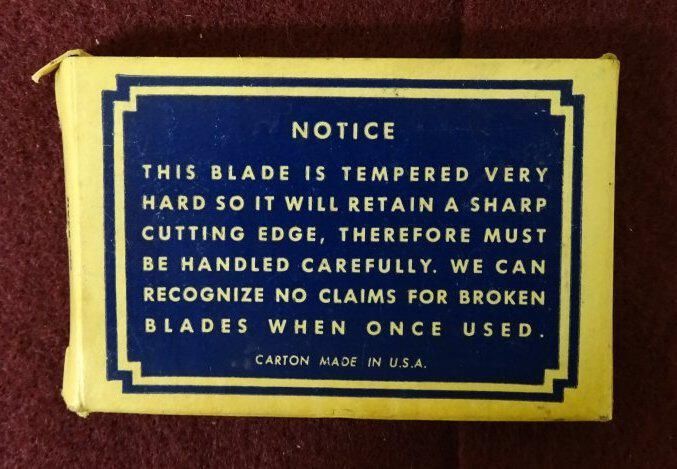 NOTICE
THIS BLADE IS TEMPERED VERY
HARD SO IT WILL RETAIN A SHARP
CUTTING EDGE, THEREFORE MUST
BE HANDLED CAREFULLY. WE CAN
RECOGNIZE NO CLAIMS FOR BROKEN
BLADES WHEN ONCE USED.
CARTON MADE IN U.S.A.